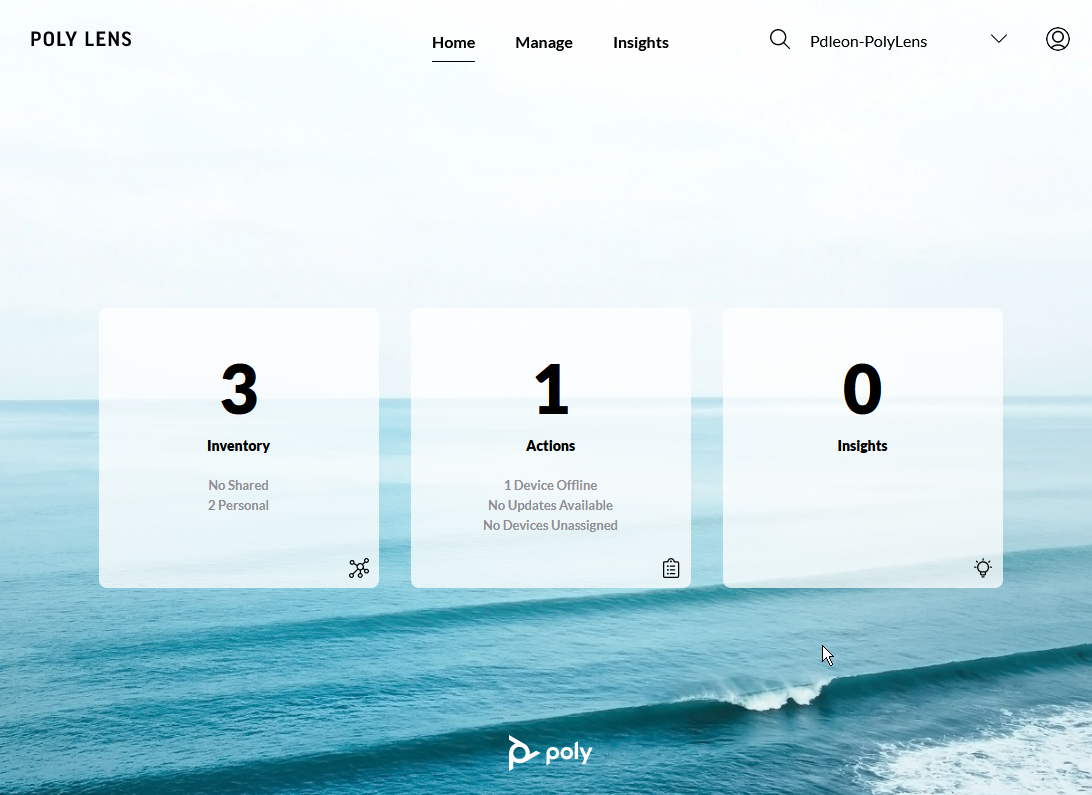 POLY LENS
Home Manage Insights Pdleon-PolyLens
3
Inventory
No Shared
2 Personal
1
Actions
1 Device Offline
No Updates Available
No Devices Unassigned
0
Insights
poly